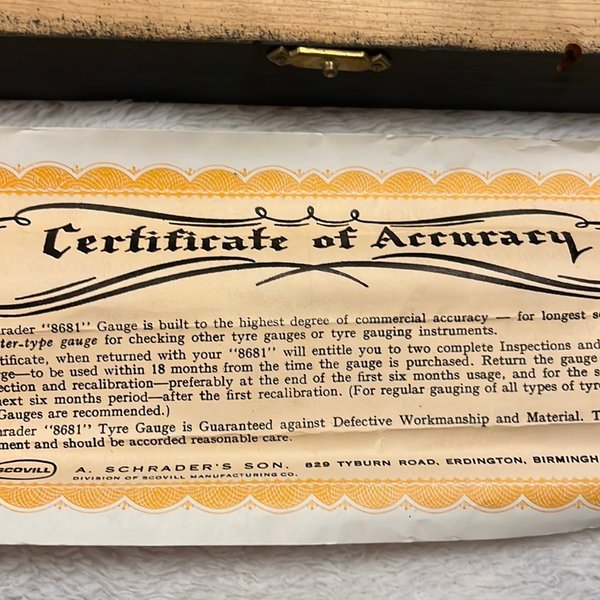 Certificate of Accuracy
rader "8681" Gauge is built to the highest degree of commercial accuracy — for longest se
ter-type gauge for checking other tyre gauges or tyre gauging instruments.
tificate, when returned with your "8681" will entitle you to two complete Inspections and
rge—to be used within 18 months from the time the gauge is purchased. Return the gauge
ection and recalibration—preferably at the end of the first six months usage, and for the s
next six months period—after the first recalibration. (For regular gauging of all types of tyre
Gauges are recommended.)
rader "8681" Tyre Gauge is Guaranteed against Defective Workmanship and Material. T
ment and should be accorded reasonable care.
SCOVILL
A. SCHRADER'S SON, 829 TYBURN ROAD, ERDINGTON, BIRMINGH
DIVISION OF SCOVILL MANUFACTURING CO.